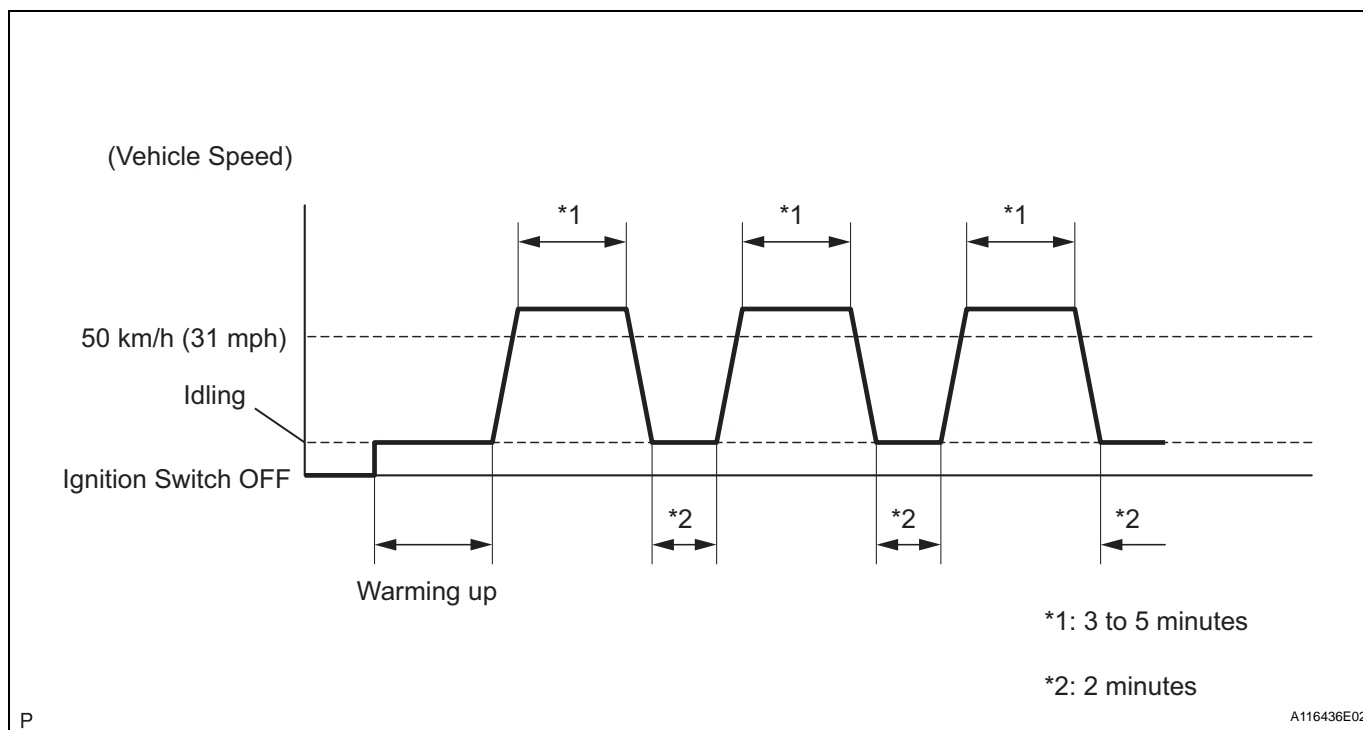 (Vehicle Speed)
*1 *1 *1
50 km/h (31 mph)
Idling
Ignition Switch OFF
*2 *2 *2
Warming up
*1: 3 to 5 minutes
*2: 2 minutes
P A116436E02